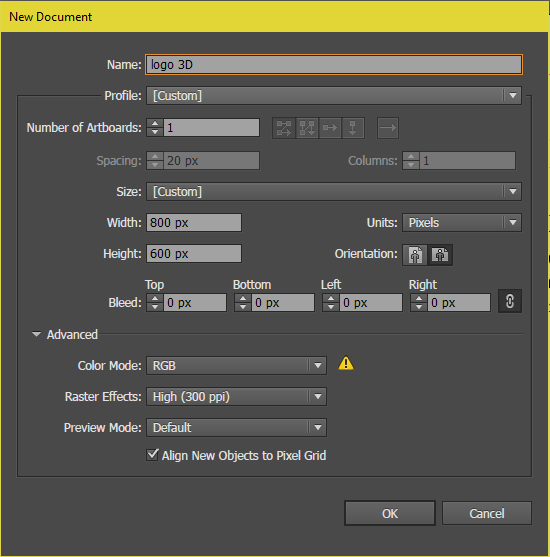 New Document
Name: logo 3D
Profile: [Custom]
Number of Artboards: 1
Spacing: 20 px Columns: 1
Size: [Custom]
Width: 800 px Units: Pixels
Height: 600 px Orientation:
Top Bottom Left Right
Bleed: 0 px 0 px 0 px 0 px
Advanced
Color Mode: RGB
Raster Effects: High (300 ppi)
Preview Mode: Default
Align New Objects to Pixel Grid
OK Cancel